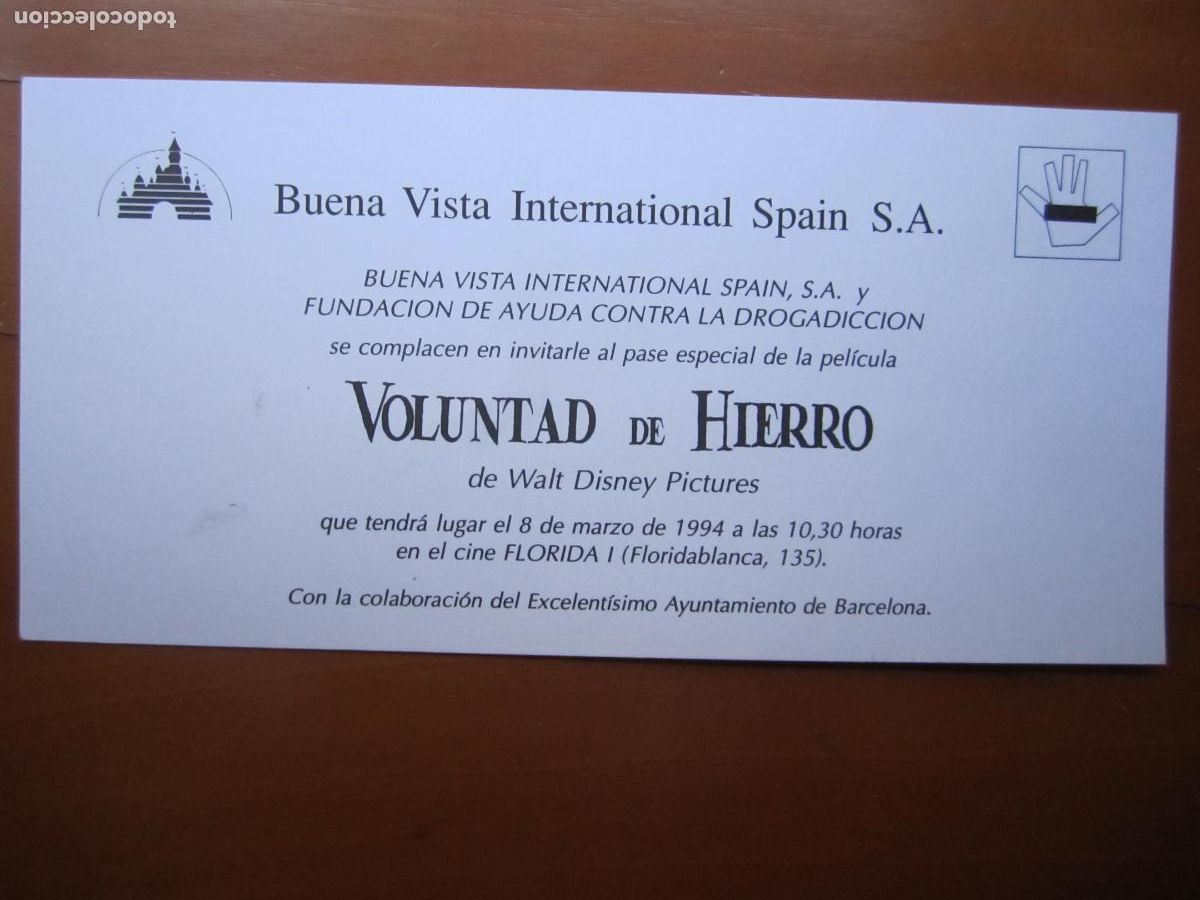 todocoleccion
Buena Vista International Spain S.A.
BUENA VISTA INTERNATIONAL SPAIN, S.A. y
FUNDACION DE AYUDA CONTRA LA DROGADICCION
se complacen en invitarle al pase especial de la película
VOLUNTAD DE HIERRO
de Walt Disney Pictures
que tendrá lugar el 8 de marzo de 1994 a las 10,30 horas
en el cine FLORIDA I (Floridablanca, 135).
Con la colaboración del Excelentísimo Ayuntamiento de Barcelona.